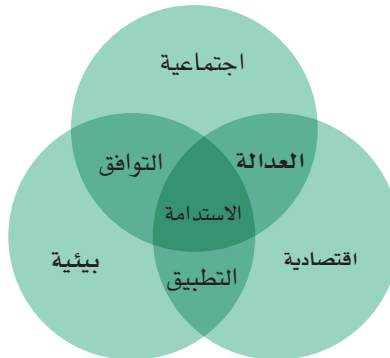 اجتماعية
العدالة
التوافق
الاستدامة
اقتصادية
بيئية
التطبيق